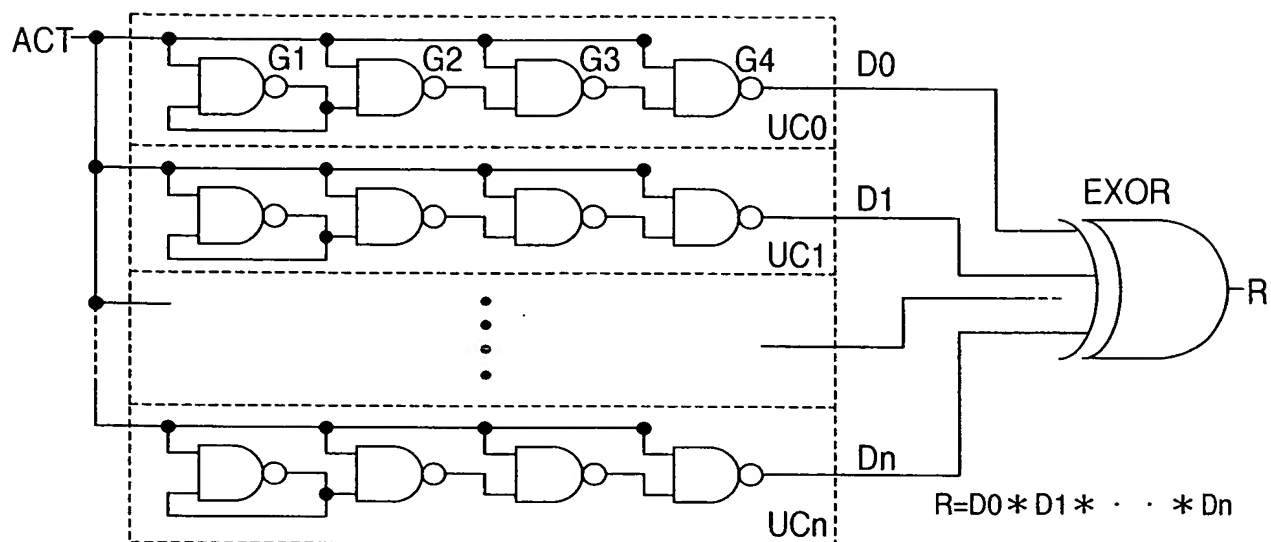 ACT
G1
G2
G3
G4
D0
UC0
D1
UC1
EXOR
R
Dn
UCn
R=D0＊D1＊ · · ＊Dn